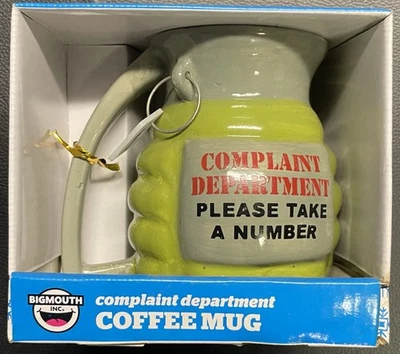 COMPLAINT
DEPARTMENT
PLEASE TAKE
A NUMBER
BIGMOUTH
INC.
complaint department
COFFEE MUG